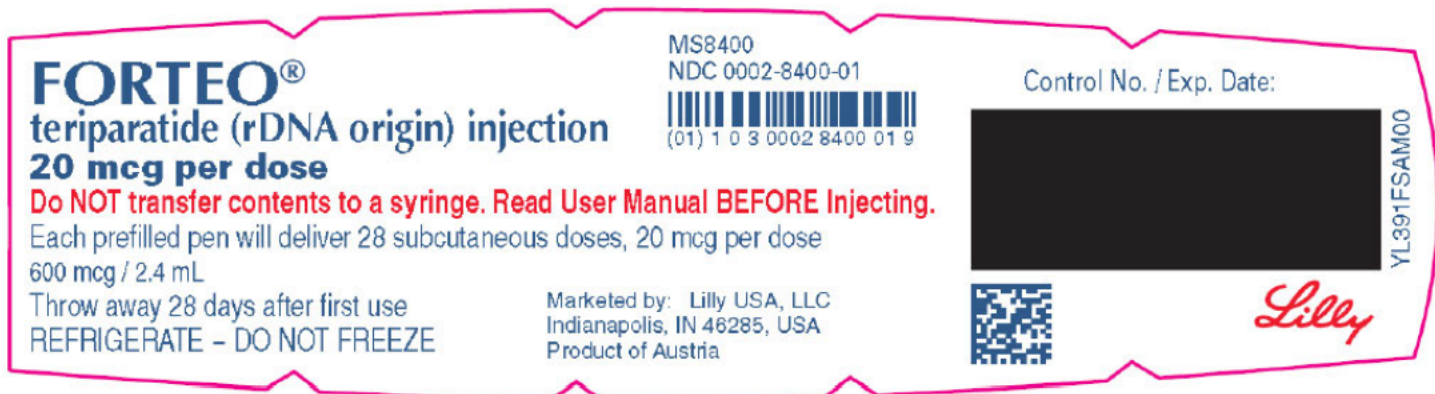 FORTEO®
teriparatide (rDNA origin) injection
20 mcg per dose
Do NOT transfer contents to a syringe. Read User Manual BEFORE Injecting.
Each prefilled pen will deliver 28 subcutaneous doses, 20 mcg per dose
600 mcg / 2.4 mL
Throw away 28 days after first use
REFRIGERATE – DO NOT FREEZE
MS8400
NDC 0002-8400-01
(01) 1 0 3 0002 8400 01 9
Marketed by: Lilly USA, LLC
Indianapolis, IN 46285, USA
Product of Austria
Control No. / Exp. Date:
YL391FSAM00
Lilly